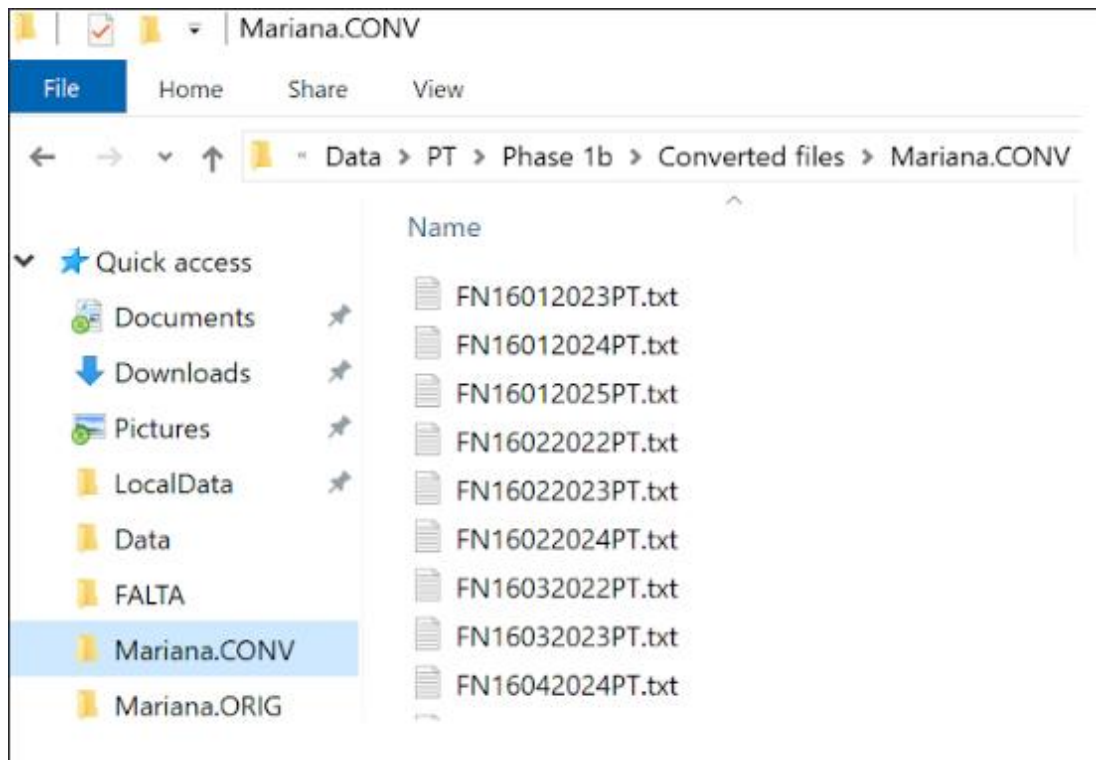 Mariana.CONV
File Home Share View
Data > PT > Phase 1b > Converted files > Mariana.CONV
Name
Quick access
Documents
Downloads
Pictures
LocalData
Data
FALTA
Mariana.CONV
Mariana.ORIG
FN16012023PT.txt
FN16012024PT.txt
FN16012025PT.txt
FN16022022PT.txt
FN16022023PT.txt
FN16022024PT.txt
FN16032022PT.txt
FN16032023PT.txt
FN16042024PT.txt